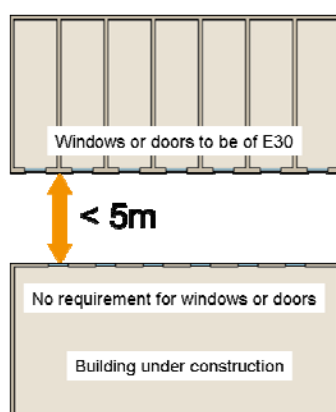 Windows or doors to be of E30
< 5m
No requirement for windows or doors
Building under construction